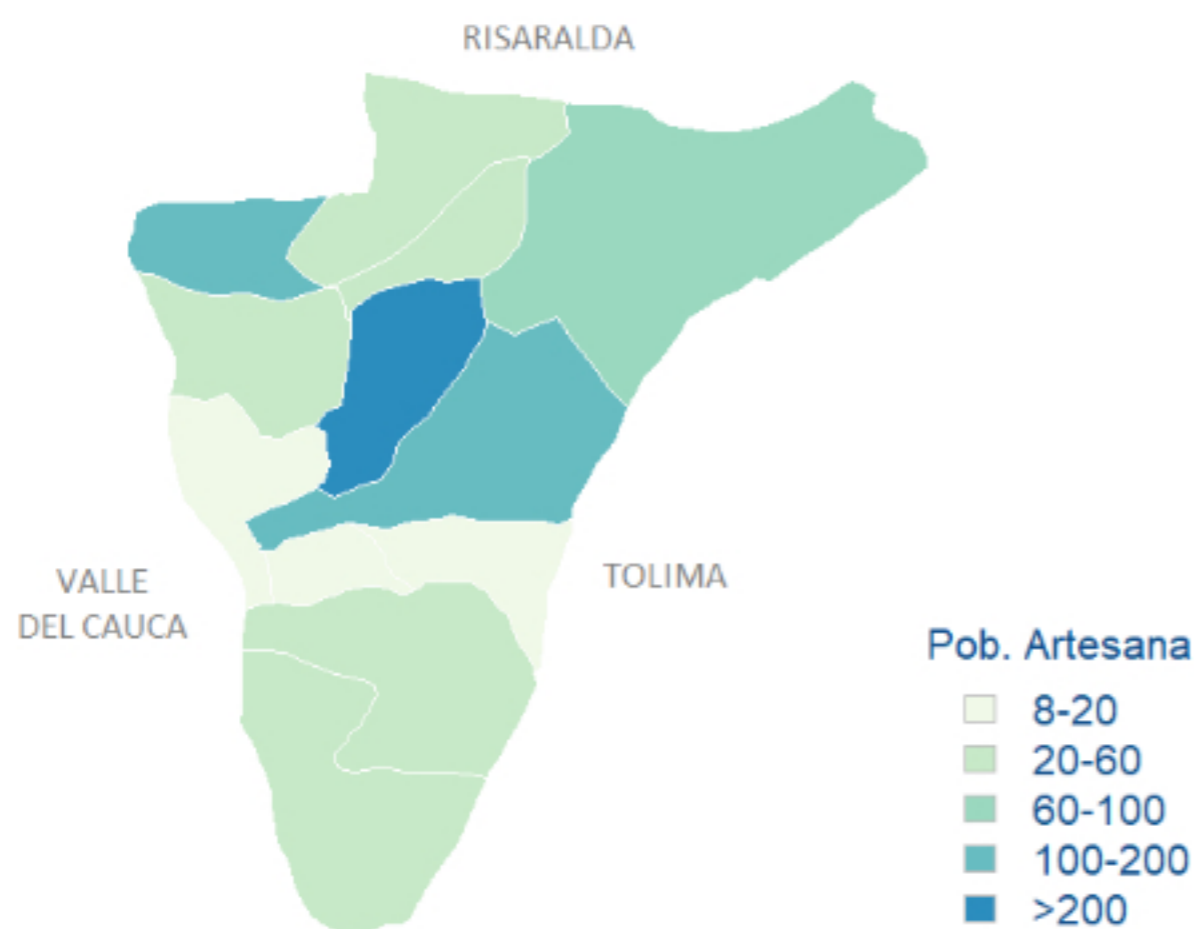 RISARALDA
VALLE
DEL CAUCA
TOLIMA
Pob. Artesana
8-20
20-60
60-100
100-200
>200